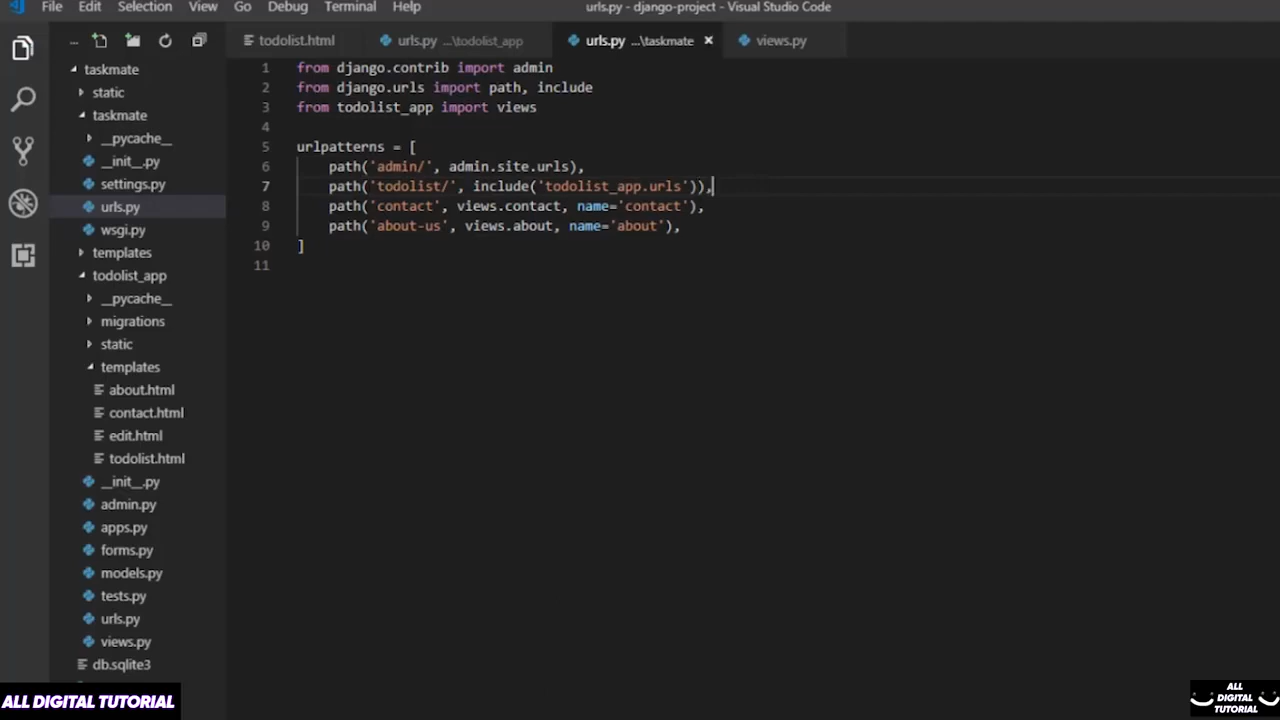 File Edit Selection View Go Debug Terminal Help urls.py - django-project - Visual Studio Code
... todolist.html urls.py ...\todolist_app urls.py ...\taskmate × views.py
taskmate
static
taskmate
__pycache__
__init__.py
settings.py
urls.py
wsgi.py
templates
todolist_app
__pycache__
migrations
static
templates
about.html
contact.html
edit.html
todolist.html
__init__.py
admin.py
apps.py
forms.py
models.py
tests.py
urls.py
views.py
db.sqlite3
1 from django.contrib import admin
2 from django.urls import path, include
3 from todolist_app import views
4
5 urlpatterns = [
6 path('admin/', admin.site.urls),
7 path('todolist/', include('todolist_app.urls')),
8 path('contact', views.contact, name='contact'),
9 path('about-us', views.about, name='about'),
10 ]
11
ALL DIGITAL TUTORIAL
ALL
DIGITAL
TUTORIAL